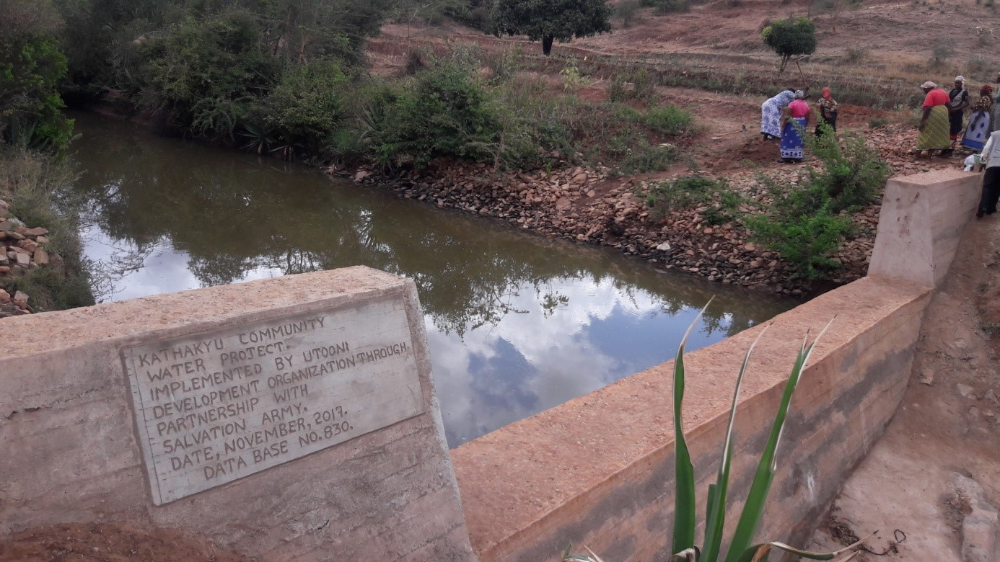 KATHAKYU COMMUNITY
WATER PROJECT.
IMPLEMENTED BY UTOONI
DEVELOPMENT ORGANIZATION THROUGH
PARTNERSHIP WITH
SALVATION ARMY.
DATE, NOVEMBER, 2017.
DATA BASE NO. 830.